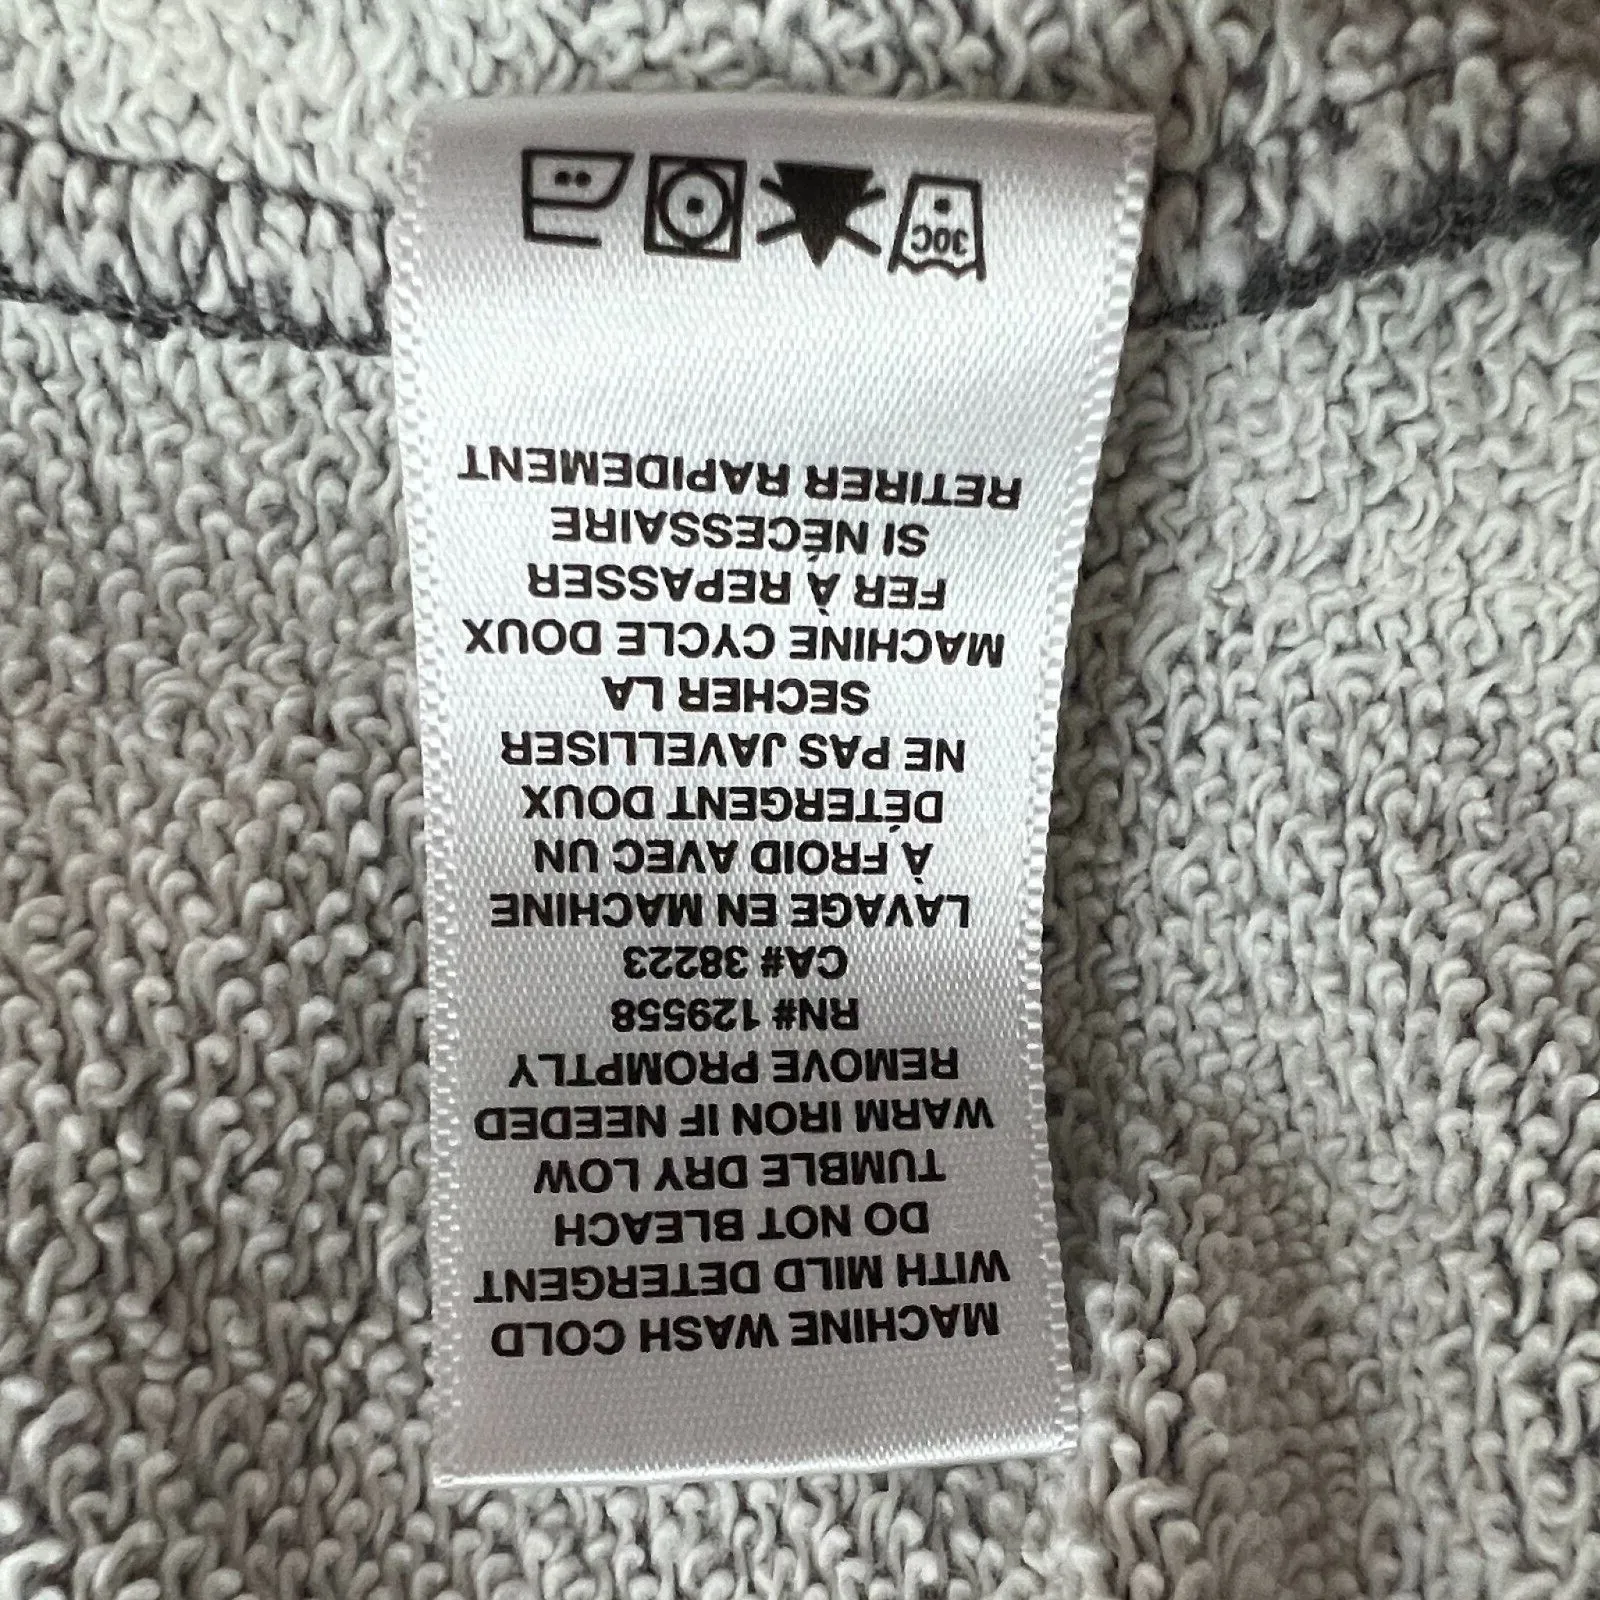 MACHINE WASH COLD
WITH MILD DETERGENT
DO NOT BLEACH
TUMBLE DRY LOW
WARM IRON IF NEEDED
REMOVE PROMPTLY
RN# 129558
CA# 38223
LAVAGE EN MACHINE
À FROID AVEC UN
DÉTERGENT DOUX
NE PAS JAVELLISER
SECHER LA
MACHINE CYCLE DOUX
FER À REPASSER
SI NÉCESSAIRE
RETIRER RAPIDEMENT
30C